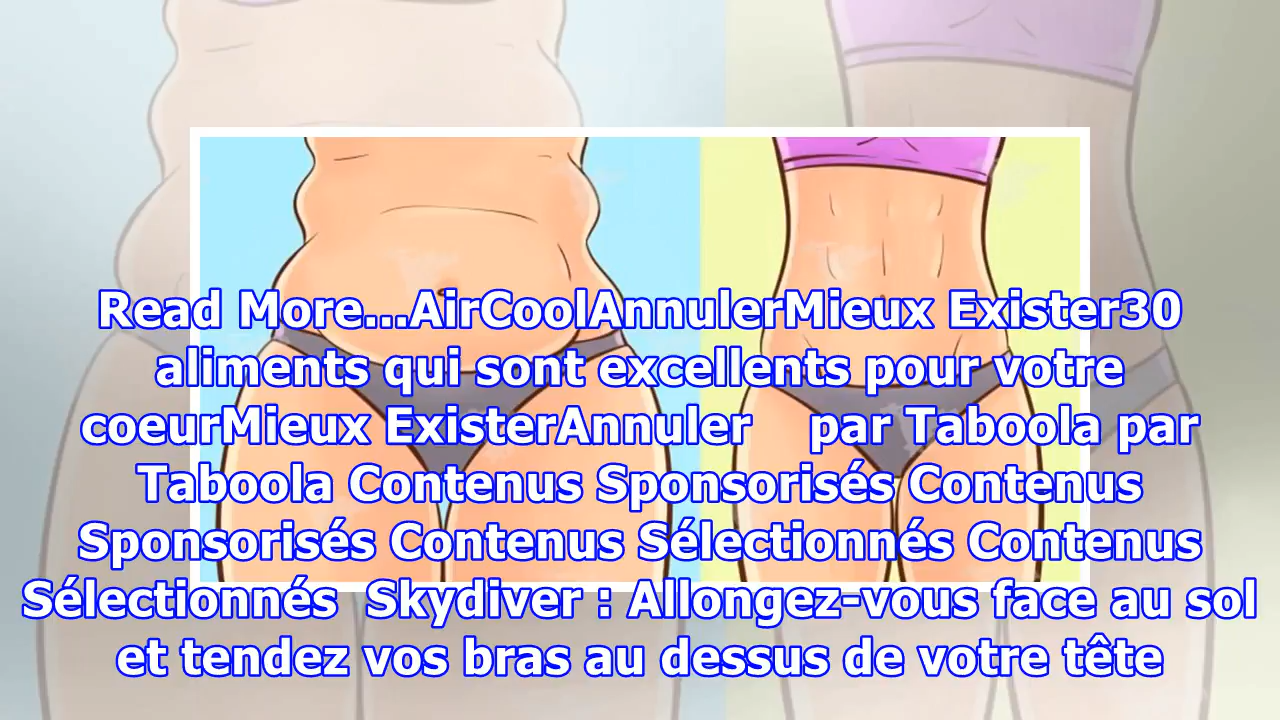 Read More...AirCoolAnnulerMieux Exister30
aliments qui sont excellents pour votre
coeurMieux ExisterAnnuler    par Taboola par
Taboola Contenus Sponsorisés Contenus
Sponsorisés Contenus Sélectionnés Contenus
Sélectionnés  Skydiver : Allongez-vous face au sol
et tendez vos bras au dessus de votre tête